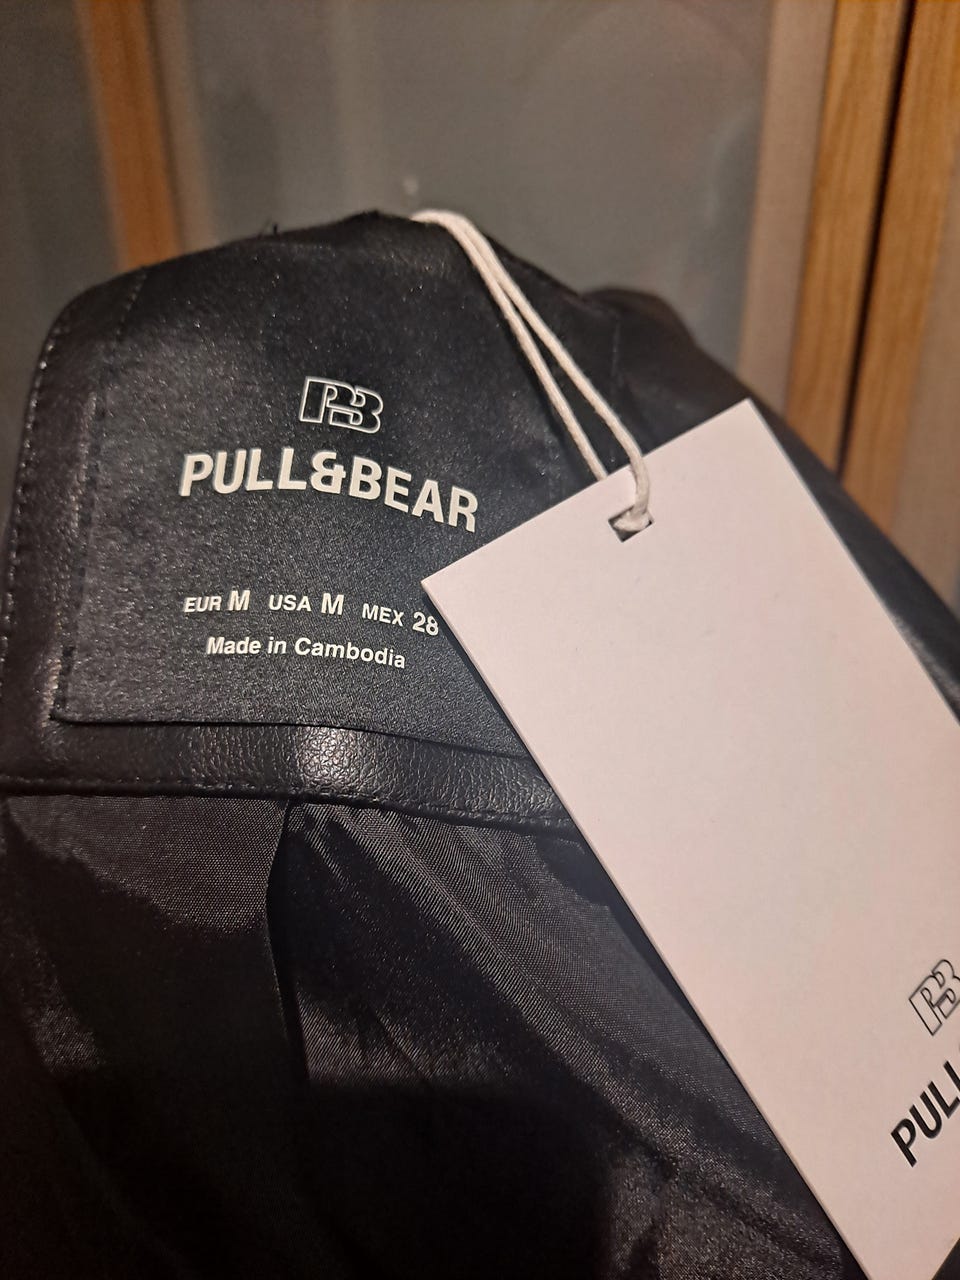 PB
PULL&BEAR
EUR M USA M MEX 28
Made in Cambodia
PB
PULL